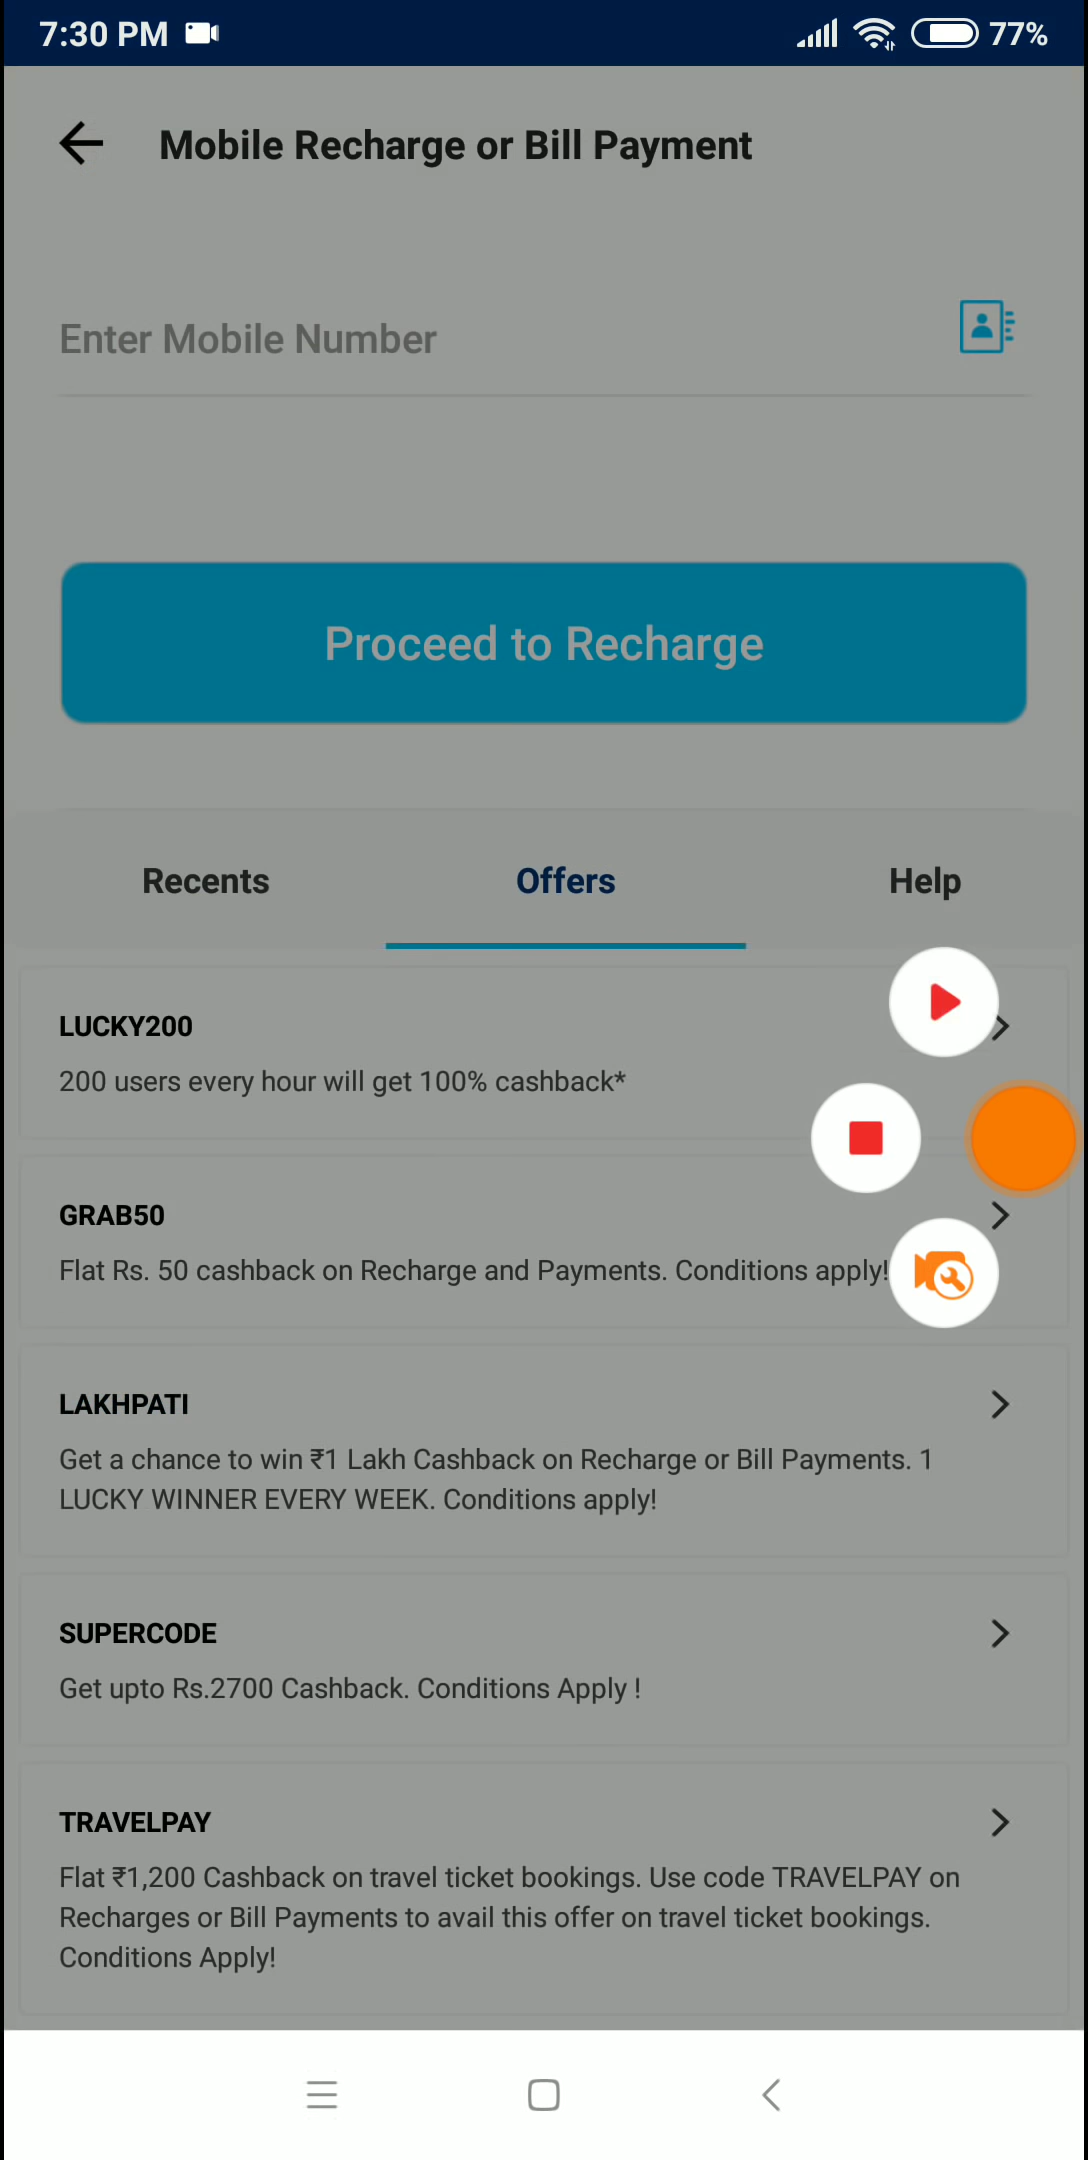 7:30 PM 77%
Mobile Recharge or Bill Payment
Enter Mobile Number
Proceed to Recharge
Recents Offers Help
LUCKY200
200 users every hour will get 100% cashback*
GRAB50
Flat Rs. 50 cashback on Recharge and Payments. Conditions apply!
LAKHPATI
Get a chance to win ₹1 Lakh Cashback on Recharge or Bill Payments. 1
LUCKY WINNER EVERY WEEK. Conditions apply!
SUPERCODE
Get upto Rs.2700 Cashback. Conditions Apply !
TRAVELPAY
Flat ₹1,200 Cashback on travel ticket bookings. Use code TRAVELPAY on
Recharges or Bill Payments to avail this offer on travel ticket bookings.
Conditions Apply!